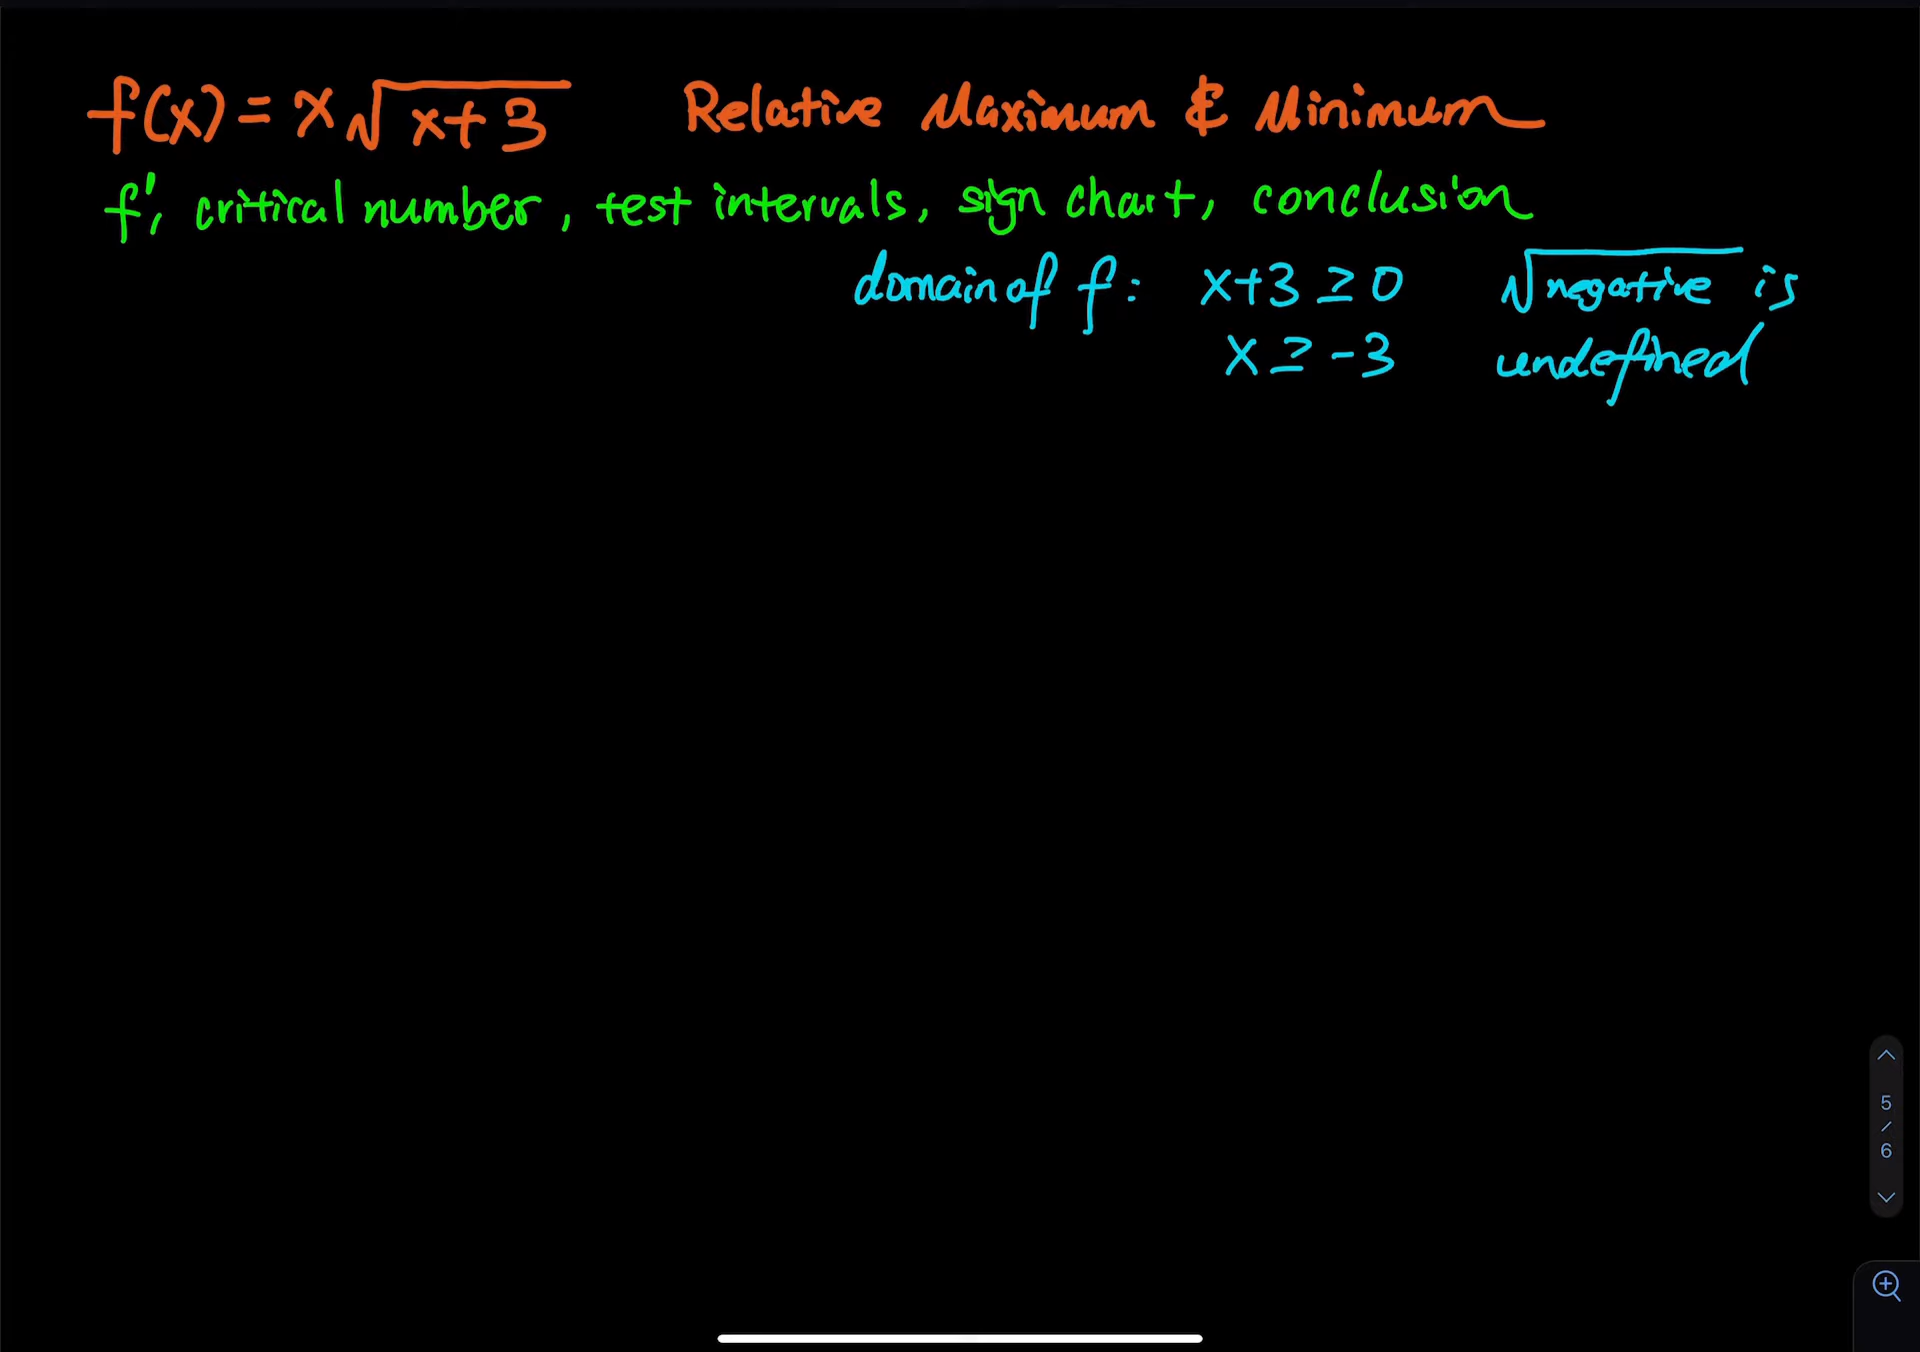 f(x) = x√(x+3) Relative Maximum & Minimum
f', critical number, test intervals, sign chart, conclusion
domain of f: x+3 ≥ 0 √negative is
x ≥ -3 undefined
5
/
6